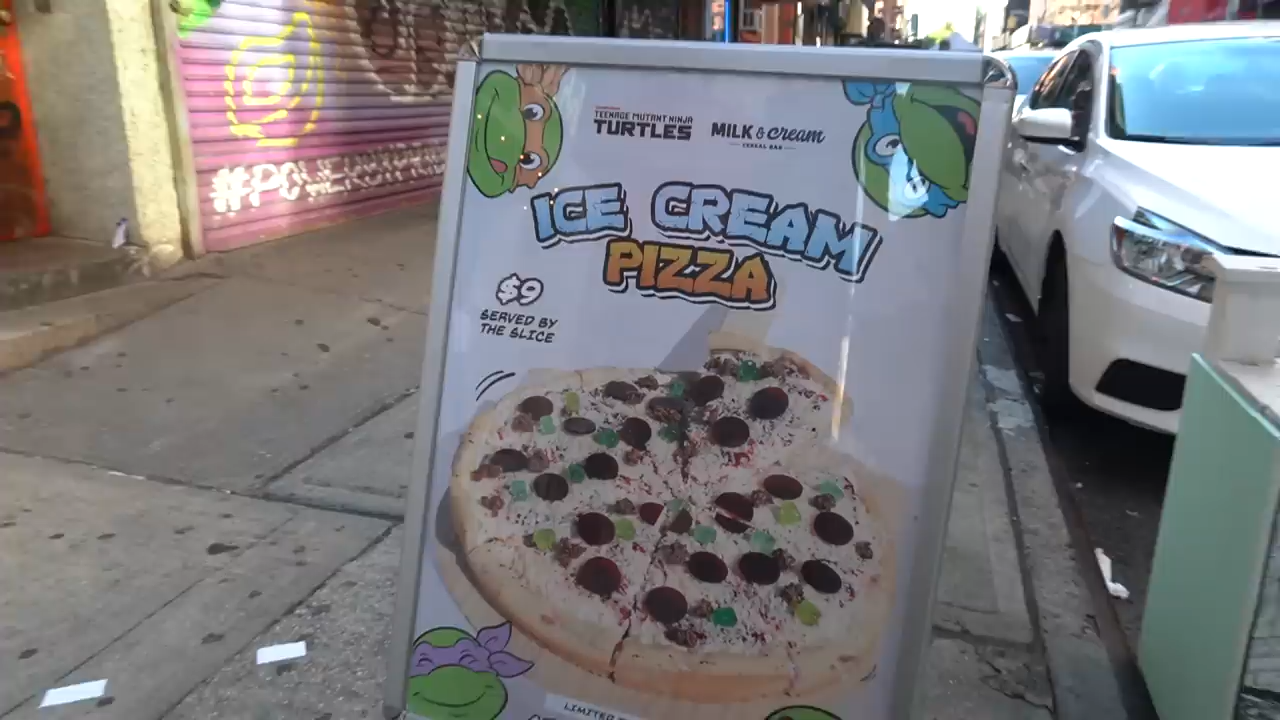 TEENAGE MUTANT NINJA
TURTLES
MILK & cream
CEREAL BAR
ICE CREAM
PIZZA
$9
SERVED BY
THE SLICE
LIMITED